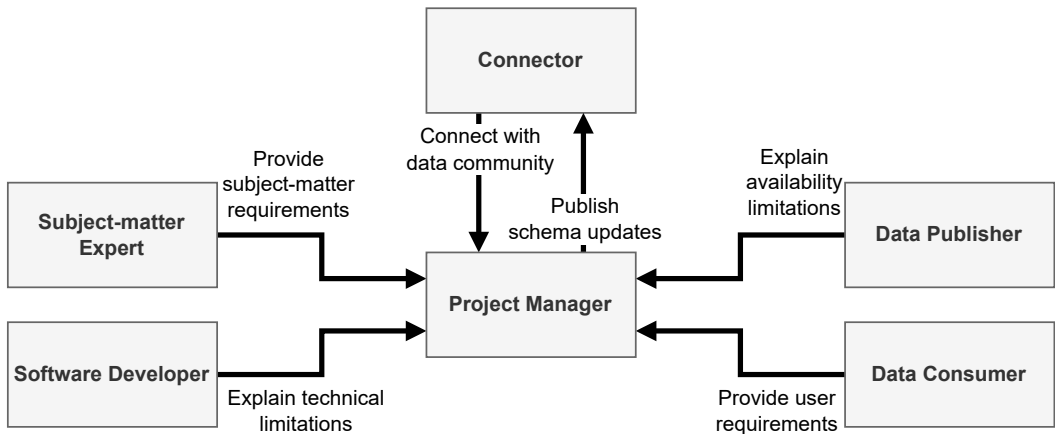 Connector
Connect with
data community
Publish
schema updates
Provide
subject-matter
requirements
Subject-matter
Expert
Explain
availability
limitations
Data Publisher
Project Manager
Software Developer
Explain technical
limitations
Data Consumer
Provide user
requirements